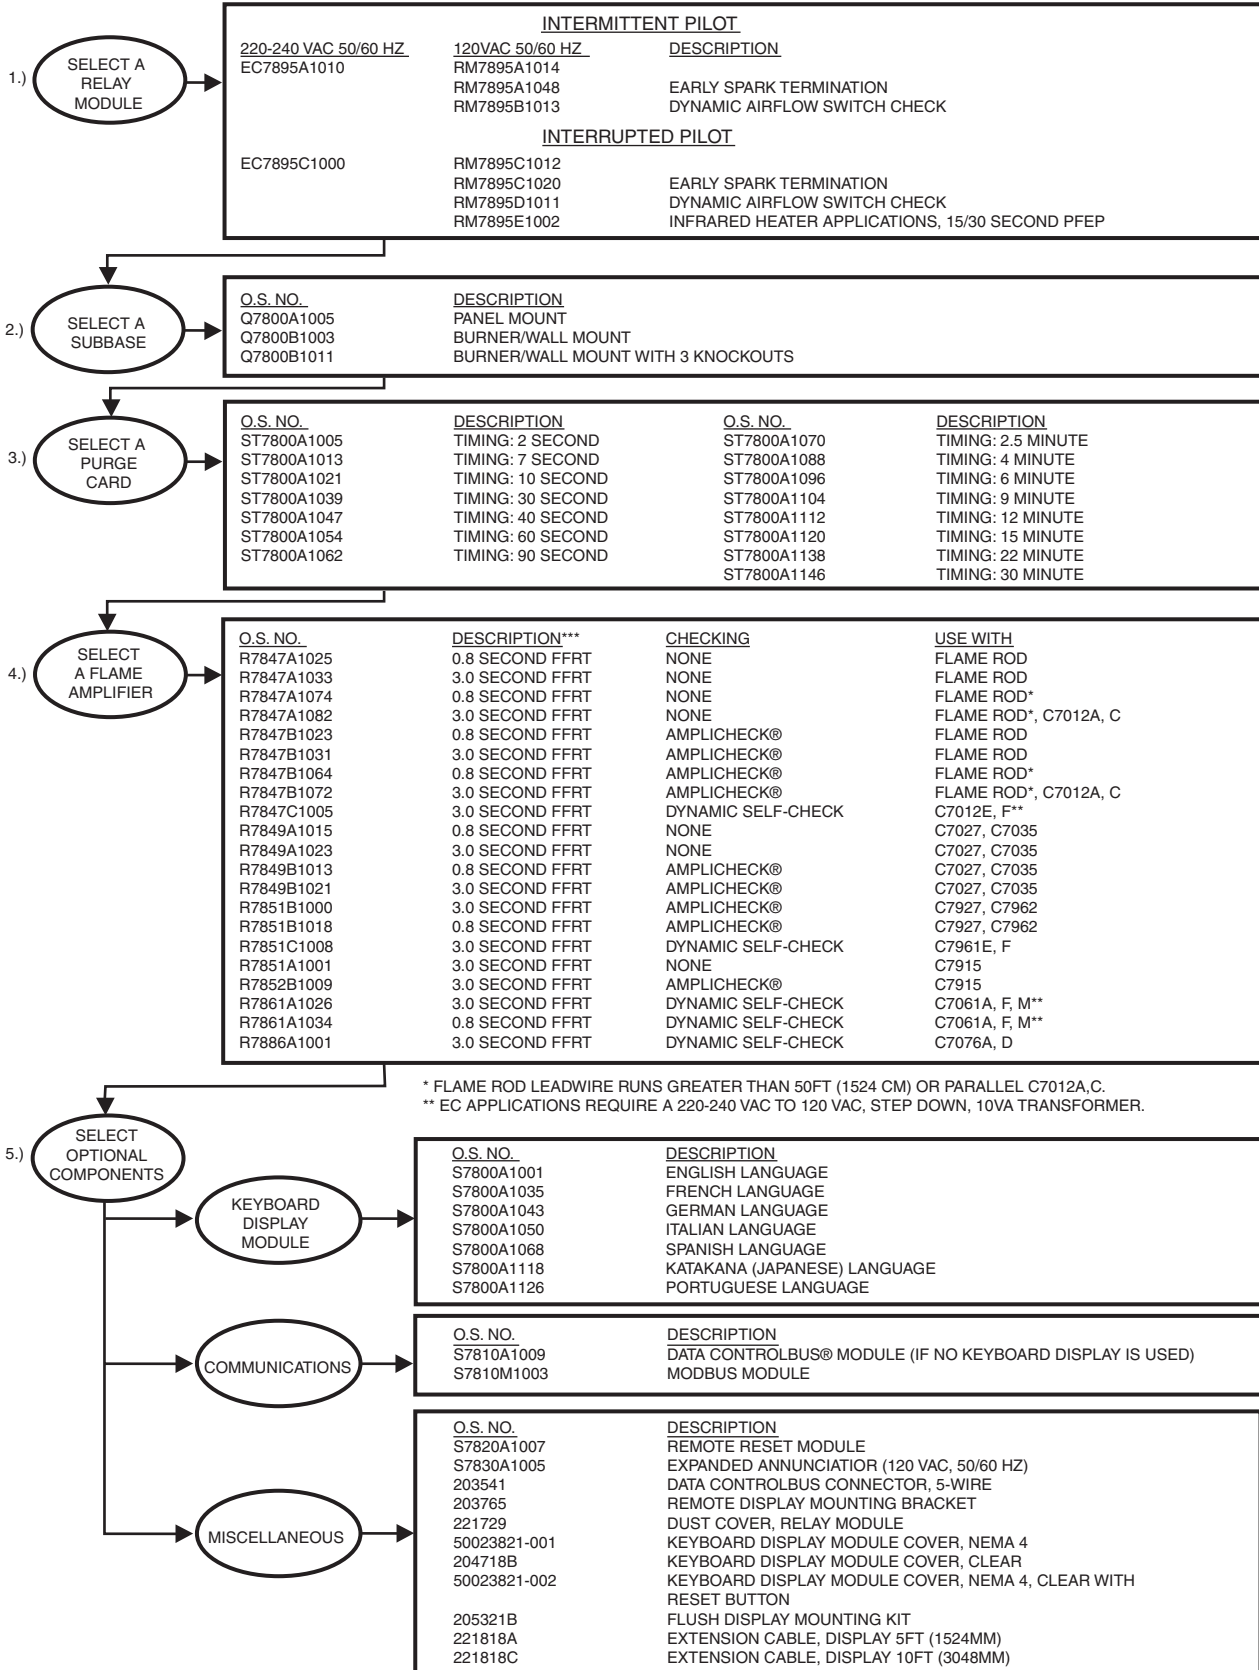 1.)
SELECT A
RELAY
MODULE
INTERMITTENT PILOT
220-240 VAC 50/60 HZ 120VAC 50/60 HZ DESCRIPTION
EC7895A1010 RM7895A1014
RM7895A1048 EARLY SPARK TERMINATION
RM7895B1013 DYNAMIC AIRFLOW SWITCH CHECK
INTERRUPTED PILOT
EC7895C1000 RM7895C1012
RM7895C1020 EARLY SPARK TERMINATION
RM7895D1011 DYNAMIC AIRFLOW SWITCH CHECK
RM7895E1002 INFRARED HEATER APPLICATIONS, 15/30 SECOND PFEP
2.)
SELECT A
SUBBASE
O.S. NO. DESCRIPTION
Q7800A1005 PANEL MOUNT
Q7800B1003 BURNER/WALL MOUNT
Q7800B1011 BURNER/WALL MOUNT WITH 3 KNOCKOUTS
3.)
SELECT A
PURGE
CARD
O.S. NO. DESCRIPTION O.S. NO. DESCRIPTION
ST7800A1005 TIMING: 2 SECOND ST7800A1070 TIMING: 2.5 MINUTE
ST7800A1013 TIMING: 7 SECOND ST7800A1088 TIMING: 4 MINUTE
ST7800A1021 TIMING: 10 SECOND ST7800A1096 TIMING: 6 MINUTE
ST7800A1039 TIMING: 30 SECOND ST7800A1104 TIMING: 9 MINUTE
ST7800A1047 TIMING: 40 SECOND ST7800A1112 TIMING: 12 MINUTE
ST7800A1054 TIMING: 60 SECOND ST7800A1120 TIMING: 15 MINUTE
ST7800A1062 TIMING: 90 SECOND ST7800A1138 TIMING: 22 MINUTE
ST7800A1146 TIMING: 30 MINUTE
4.)
SELECT
A FLAME
AMPLIFIER
O.S. NO. DESCRIPTION*** CHECKING USE WITH
R7847A1025 0.8 SECOND FFRT NONE FLAME ROD
R7847A1033 3.0 SECOND FFRT NONE FLAME ROD
R7847A1074 0.8 SECOND FFRT NONE FLAME ROD*
R7847A1082 3.0 SECOND FFRT NONE FLAME ROD*, C7012A, C
R7847B1023 0.8 SECOND FFRT AMPLICHECK® FLAME ROD
R7847B1031 3.0 SECOND FFRT AMPLICHECK® FLAME ROD
R7847B1064 0.8 SECOND FFRT AMPLICHECK® FLAME ROD*
R7847B1072 3.0 SECOND FFRT AMPLICHECK® FLAME ROD*, C7012A, C
R7847C1005 3.0 SECOND FFRT DYNAMIC SELF-CHECK C7012E, F**
R7849A1015 0.8 SECOND FFRT NONE C7027, C7035
R7849A1023 3.0 SECOND FFRT NONE C7027, C7035
R7849B1013 0.8 SECOND FFRT AMPLICHECK® C7027, C7035
R7849B1021 3.0 SECOND FFRT AMPLICHECK® C7027, C7035
R7851B1000 3.0 SECOND FFRT AMPLICHECK® C7927, C7962
R7851B1018 0.8 SECOND FFRT AMPLICHECK® C7927, C7962
R7851C1008 3.0 SECOND FFRT DYNAMIC SELF-CHECK C7961E, F
R7851A1001 3.0 SECOND FFRT NONE C7915
R7852B1009 3.0 SECOND FFRT AMPLICHECK® C7915
R7861A1026 3.0 SECOND FFRT DYNAMIC SELF-CHECK C7061A, F, M**
R7861A1034 0.8 SECOND FFRT DYNAMIC SELF-CHECK C7061A, F, M**
R7886A1001 3.0 SECOND FFRT DYNAMIC SELF-CHECK C7076A, D
* FLAME ROD LEADWIRE RUNS GREATER THAN 50FT (1524 CM) OR PARALLEL C7012A,C.
** EC APPLICATIONS REQUIRE A 220-240 VAC TO 120 VAC, STEP DOWN, 10VA TRANSFORMER.
5.)
SELECT
OPTIONAL
COMPONENTS
KEYBOARD
DISPLAY
MODULE
O.S. NO. DESCRIPTION
S7800A1001 ENGLISH LANGUAGE
S7800A1035 FRENCH LANGUAGE
S7800A1043 GERMAN LANGUAGE
S7800A1050 ITALIAN LANGUAGE
S7800A1068 SPANISH LANGUAGE
S7800A1118 KATAKANA (JAPANESE) LANGUAGE
S7800A1126 PORTUGUESE LANGUAGE
COMMUNICATIONS
O.S. NO. DESCRIPTION
S7810A1009 DATA CONTROLBUS® MODULE (IF NO KEYBOARD DISPLAY IS USED)
S7810M1003 MODBUS MODULE
MISCELLANEOUS
O.S. NO. DESCRIPTION
S7820A1007 REMOTE RESET MODULE
S7830A1005 EXPANDED ANNUNCIATIOR (120 VAC, 50/60 HZ)
203541 DATA CONTROLBUS CONNECTOR, 5-WIRE
203765 REMOTE DISPLAY MOUNTING BRACKET
221729 DUST COVER, RELAY MODULE
50023821-001 KEYBOARD DISPLAY MODULE COVER, NEMA 4
204718B KEYBOARD DISPLAY MODULE COVER, CLEAR
50023821-002 KEYBOARD DISPLAY MODULE COVER, NEMA 4, CLEAR WITH
RESET BUTTON
205321B FLUSH DISPLAY MOUNTING KIT
221818A EXTENSION CABLE, DISPLAY 5FT (1524MM)
221818C EXTENSION CABLE, DISPLAY 10FT (3048MM)